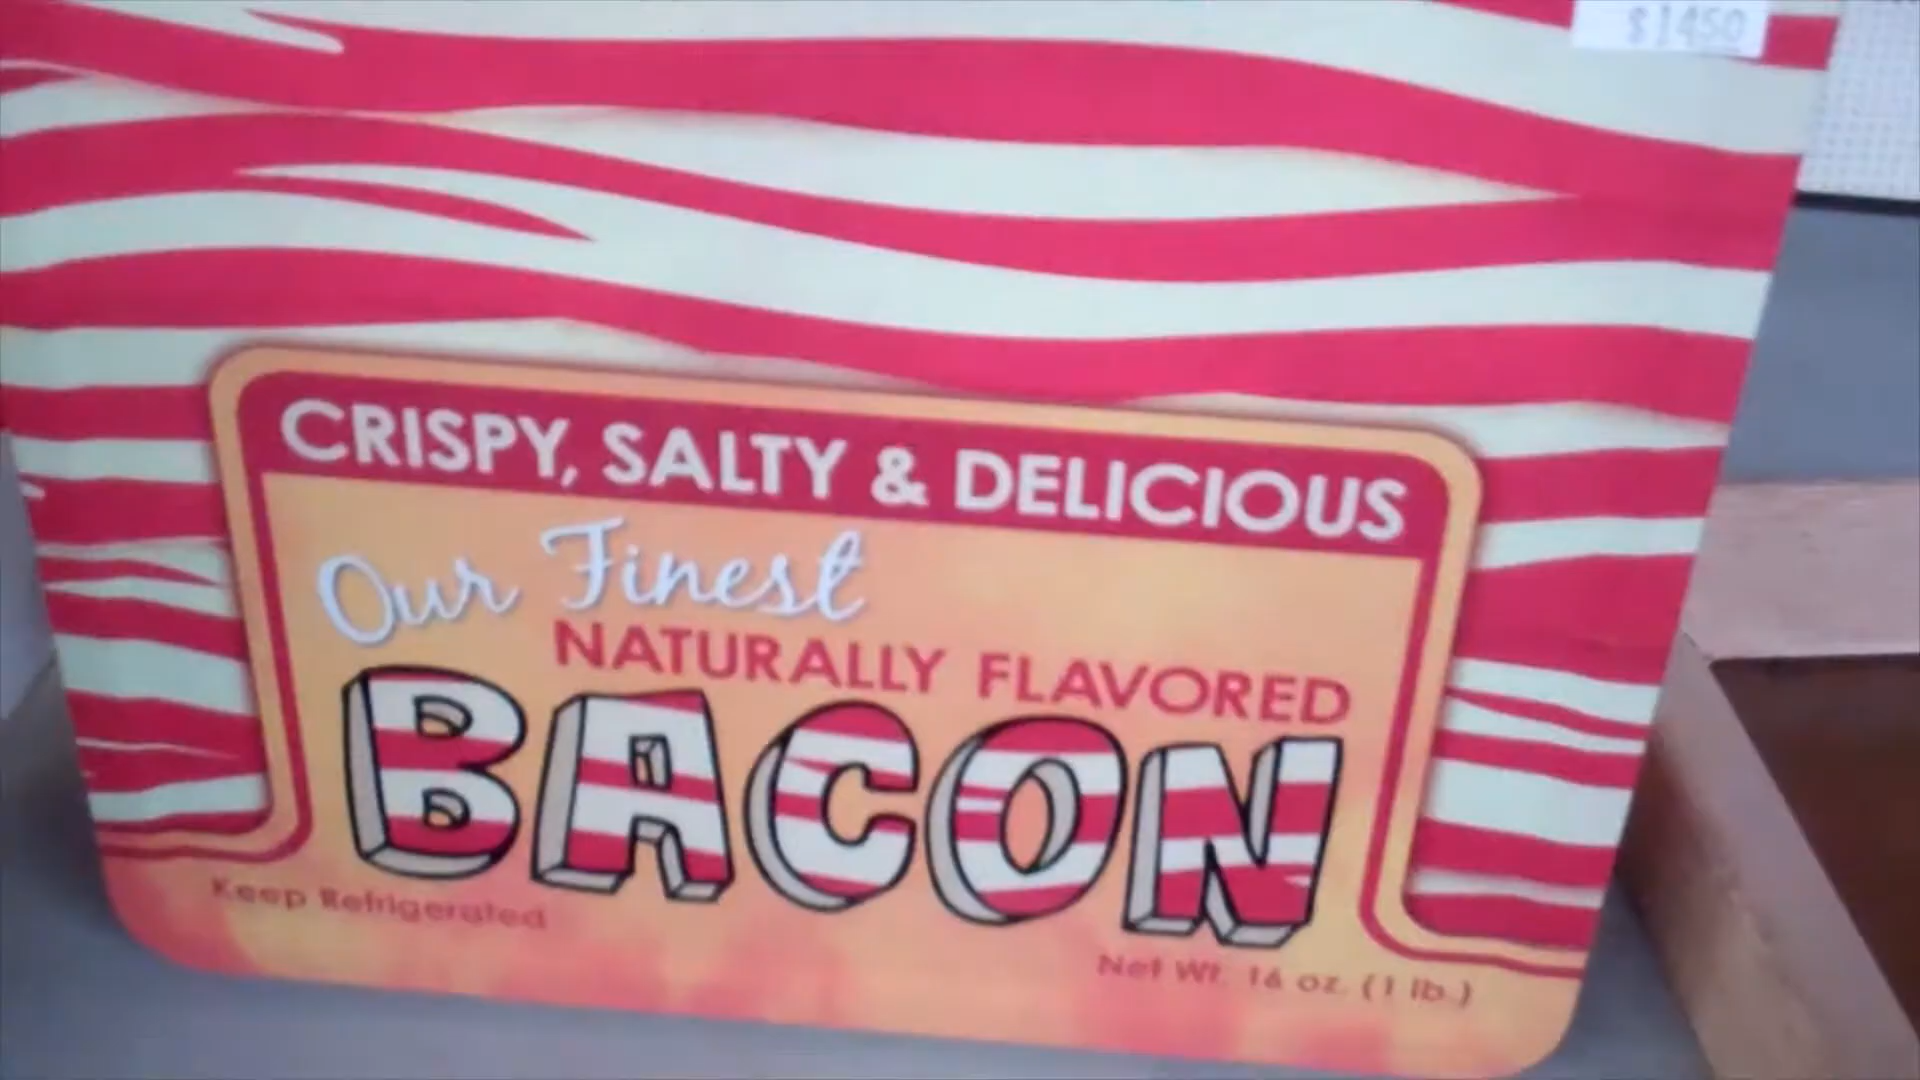 $1450
CRISPY, SALTY & DELICIOUS
Our Finest
NATURALLY FLAVORED
BACON
Keep Refrigerated
Net Wt. 16 oz. (1 lb.)